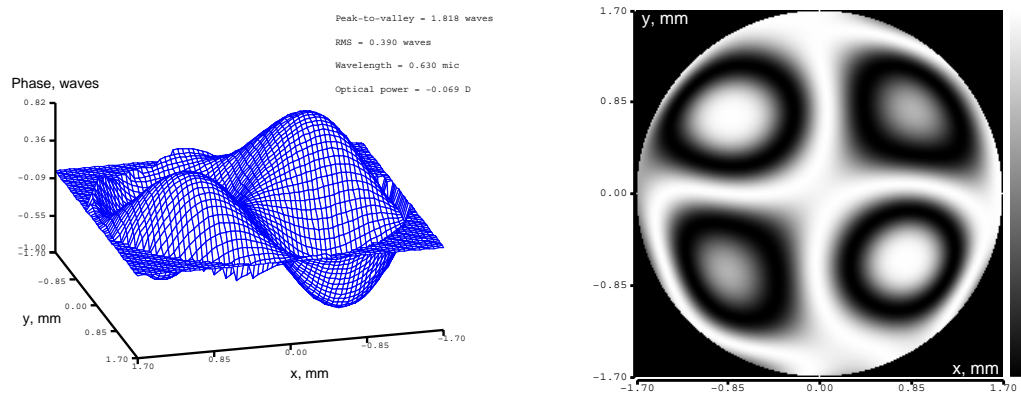 Peak-to-valley = 1.818 waves
RMS = 0.390 waves
Wavelength = 0.630 mic
Optical power = -0.069 D
Phase, waves
0.82
0.36
-0.09
-0.55
-1.00
-1.70
-0.85
0.00
0.85
1.70
y, mm
1.70
0.85
0.00
-0.85
-1.70
x, mm
y, mm
1.70
0.85
0.00
-0.85
-1.70
x, mm
-1.70
-0.85
0.00
0.85
1.70